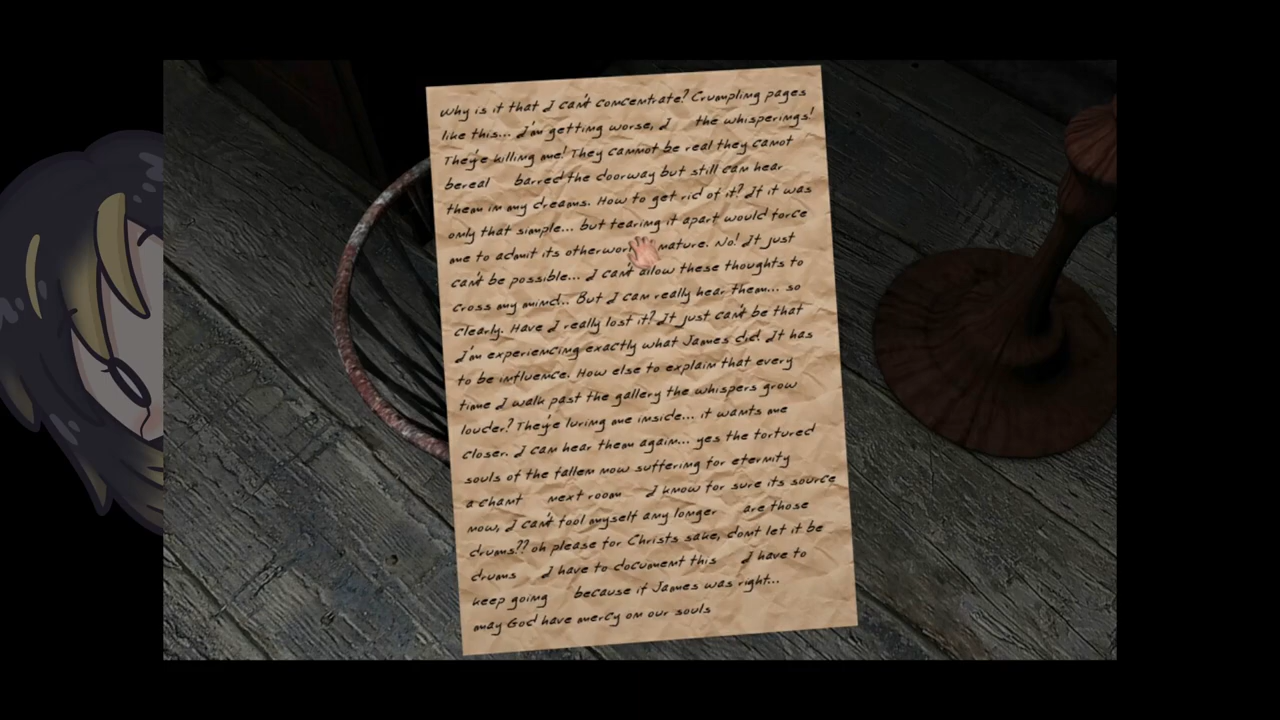 Why is it that I can't concentrate? Crumpling pages
like this... I'm getting worse, I the whisperings!
They're killing me! They cannot be real they canot
bereal barred the doorway but still can hear
them in my dreams. How to get rid of it? If it was
only that simple... but tearing it apart would force
me to admit its nature. No! It just
can't be possible... I can't allow these thoughts to
cross my mind.. But I can really hear them... so
clearly. Have I really lost it? It just can't be that
I'm experiencing exactly what James did! It has
to be influence. How else to explain that every
time I walk past the gallery the whispers grow
louder? They're luring me inside... it wants me
closer. I can hear them again... yes the tortured
souls of the fallen now suffering for eternity
a chant next room I know for sure its source
now, I can't fool myself any longer are those
drums?? oh please for Christs sake, dont let it be
drums I have to document this I have to
keep going because if James was right...
may God have mercy on our souls